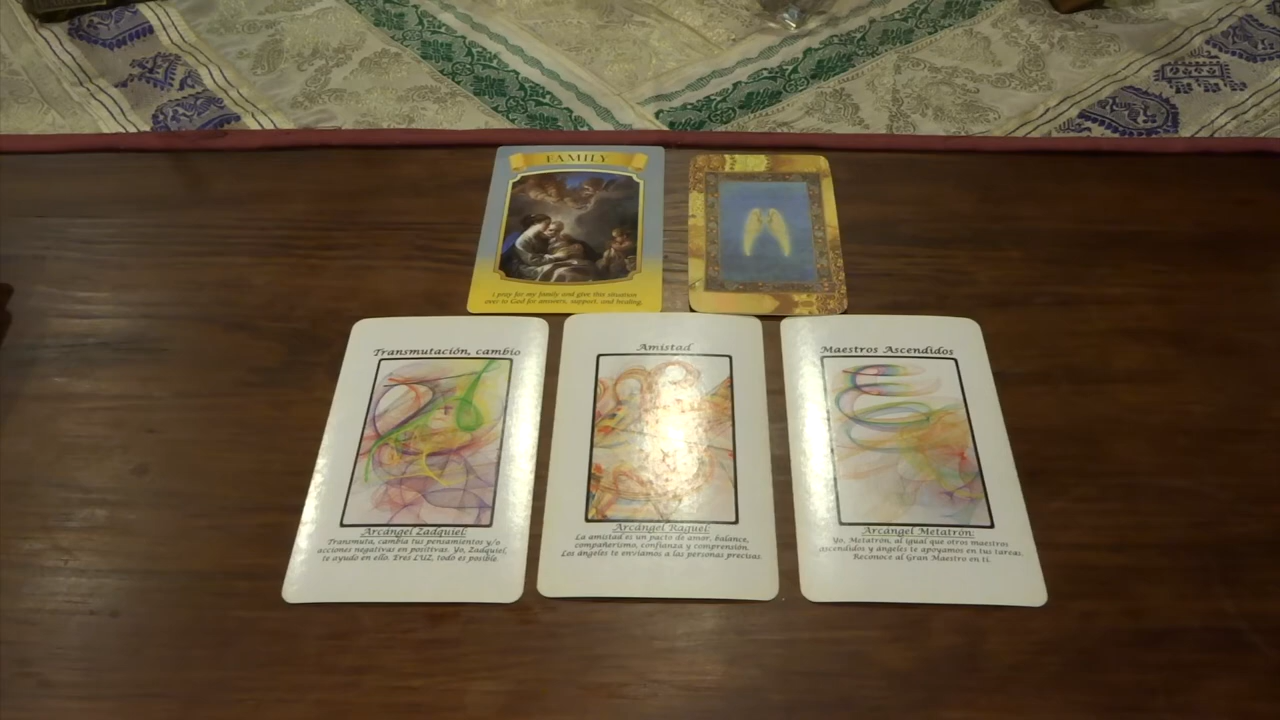 FAMILY
I pray for my family and give this situation
over to God for answers, support, and healing.
Transmutación, cambio
Arcángel Zadquiel:
Transmuta, cambia tus pensamientos y/o
acciones negativas en positivas. Yo, Zadquiel,
te ayudo en ello. Eres LUZ, todo es posible.
Amistad
Arcángel Raguel:
La amistad es un pacto de amor, balance,
compañerismo, confianza y comprensión.
Los ángeles te enviamos a las personas precisas.
Maestros Ascendidos
Arcángel Metatrón:
Yo, Metatrón, al igual que otros maestros
ascendidos y ángeles te apoyamos en tus tareas.
Reconoce al Gran Maestro en ti.